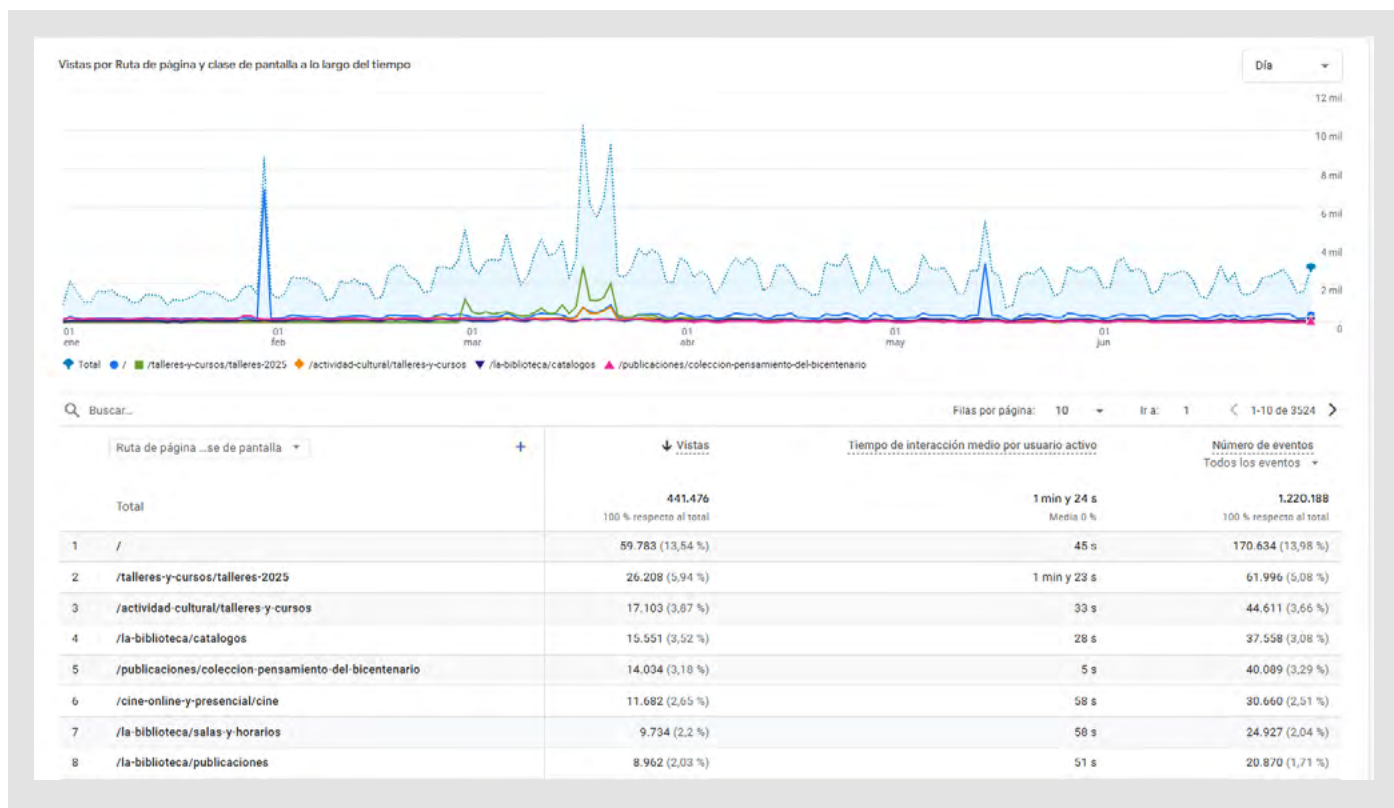 Vistas por Ruta de página y clase de pantalla a lo largo del tiempo
Día
12 mil
10 mil
8 mil
6 mil
4 mil
2 mil
0
01 ene
01 feb
01 mar
01 abr
01 may
01 jun
Total / /talleres-y-cursos/talleres-2025 /actividad-cultural/talleres-y-cursos /la-biblioteca/catalogos /publicaciones/coleccion-pensamiento-del-bicentenario
Buscar... Filas por página: 10 Ir a: 1 1-10 de 3524
Ruta de página ...se de pantalla + Vistas Tiempo de interacción medio por usuario activo Número de eventos
Todos los eventos
Total 441.476 1 min y 24 s 1.220.188
100 % respecto al total Media 0 % 100 % respecto al total
1 / 59.783 (13,54 %) 45 s 170.634 (13,98 %)
2 /talleres-y-cursos/talleres-2025 26.208 (5,94 %) 1 min y 23 s 61.996 (5,08 %)
3 /actividad-cultural/talleres-y-cursos 17.103 (3,87 %) 33 s 44.611 (3,66 %)
4 /la-biblioteca/catalogos 15.551 (3,52 %) 28 s 37.558 (3,08 %)
5 /publicaciones/coleccion-pensamiento-del-bicentenario 14.034 (3,18 %) 5 s 40.089 (3,29 %)
6 /cine-online-y-presencial/cine 11.682 (2,65 %) 58 s 30.660 (2,51 %)
7 /la-biblioteca/salas-y-horarios 9.734 (2,2 %) 58 s 24.927 (2,04 %)
8 /la-biblioteca/publicaciones 8.962 (2,03 %) 51 s 20.870 (1,71 %)